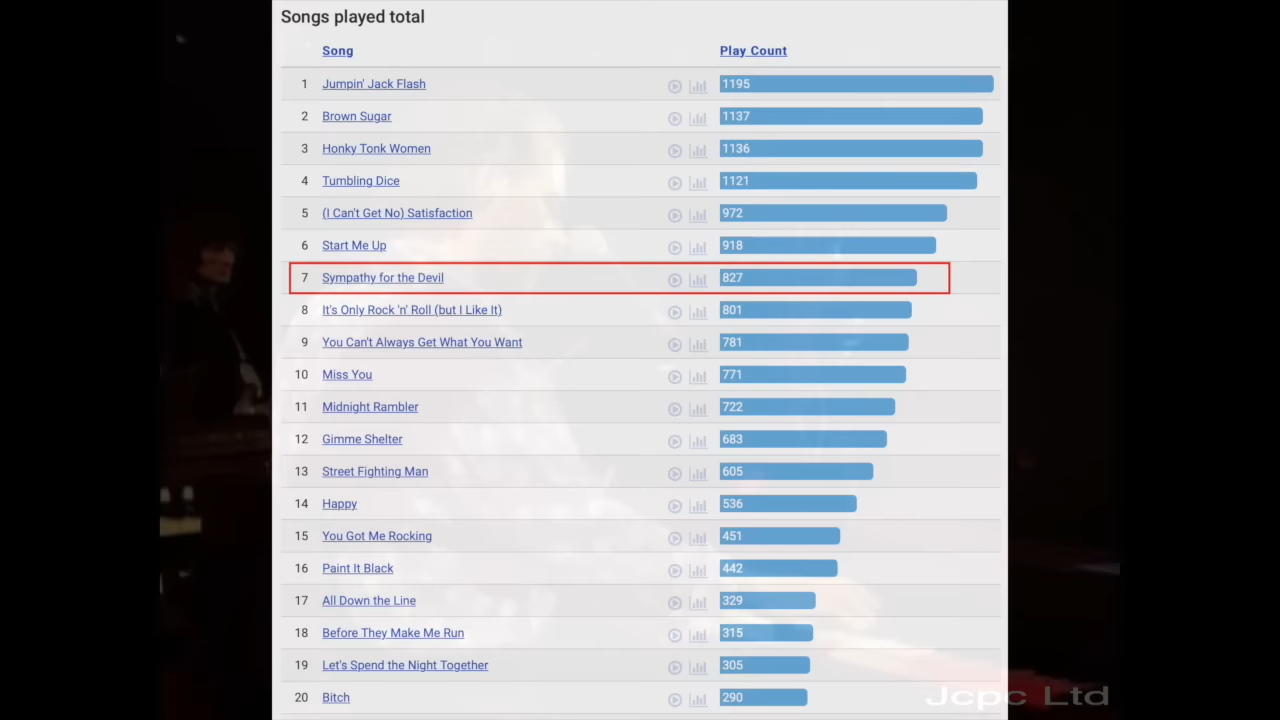 Songs played total
Song Play Count
1 Jumpin' Jack Flash 1195
2 Brown Sugar 1137
3 Honky Tonk Women 1136
4 Tumbling Dice 1121
5 (I Can't Get No) Satisfaction 972
6 Start Me Up 918
7 Sympathy for the Devil 827
8 It's Only Rock 'n' Roll (but I Like It) 801
9 You Can't Always Get What You Want 781
10 Miss You 771
11 Midnight Rambler 722
12 Gimme Shelter 683
13 Street Fighting Man 605
14 Happy 536
15 You Got Me Rocking 451
16 Paint It Black 442
17 All Down the Line 329
18 Before They Make Me Run 315
19 Let's Spend the Night Together 305
20 Bitch 290
Jcpc Ltd